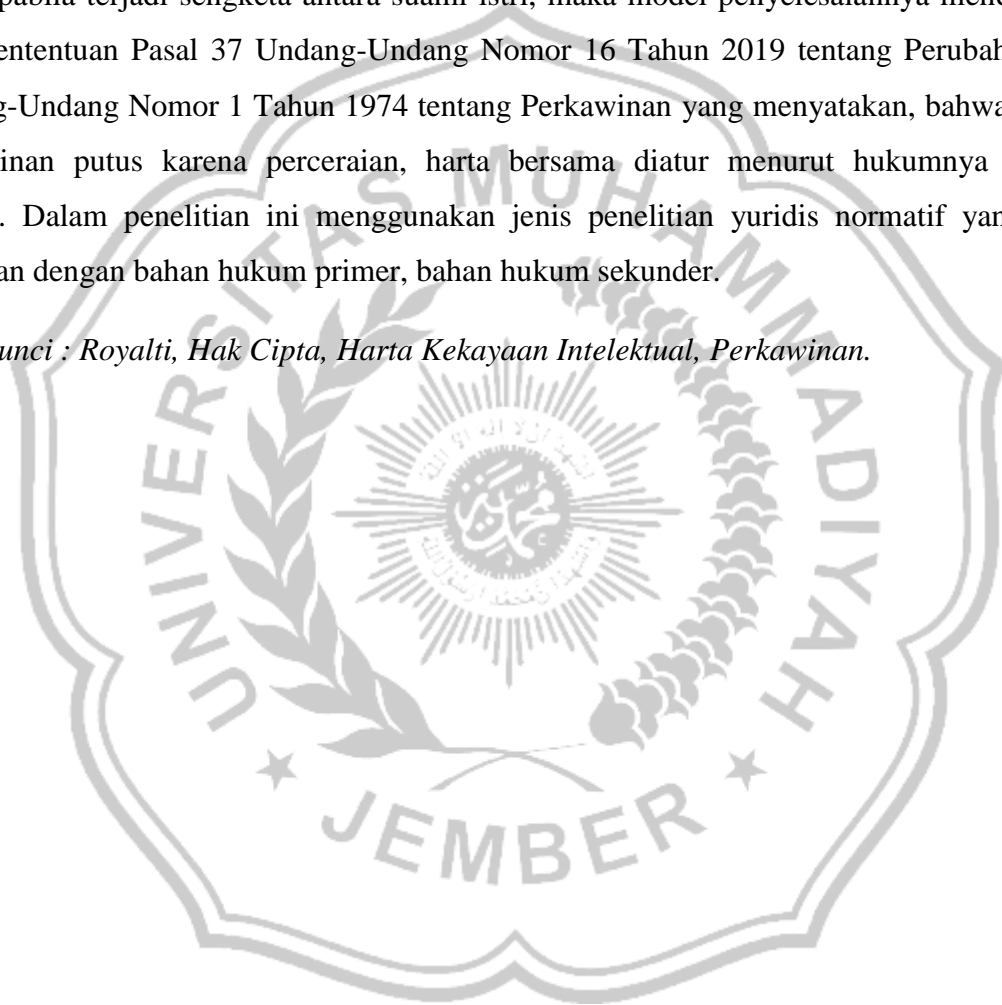 pabila terjadi sengketa antara suami istri, maka model penyelesaiannya
ententuan Pasal 37 Undang-Undang Nomor 16 Tahun 2019 tentang Perubah
g-Undang Nomor 1 Tahun 1974 tentang Perkawinan yang menyatakan, bahwa
inan putus karena perceraian, harta bersama diatur menurut hukumnya
. Dalam penelitian ini menggunakan jenis penelitian yuridis normatif yan
an dengan bahan hukum primer, bahan hukum sekunder.
unci : Royalti, Hak Cipta, Harta Kekayaan Intelektual, Perkawinan.
UNIVERSITAS MUHAMMADIYAH
JEMBER